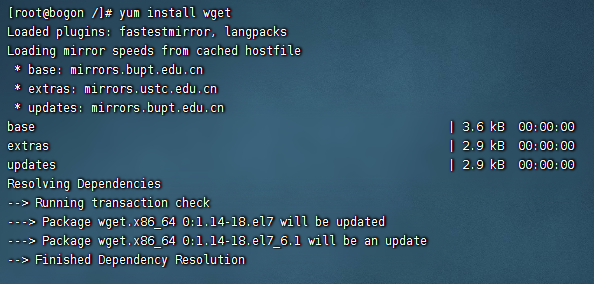 [root@bogon /]# yum install wget
Loaded plugins: fastestmirror, langpacks
Loading mirror speeds from cached hostfile
 * base: mirrors.bupt.edu.cn
 * extras: mirrors.ustc.edu.cn
 * updates: mirrors.bupt.edu.cn
base | 3.6 kB 00:00:00
extras | 2.9 kB 00:00:00
updates | 2.9 kB 00:00:00
Resolving Dependencies
--> Running transaction check
---> Package wget.x86_64 0:1.14-18.el7 will be updated
---> Package wget.x86_64 0:1.14-18.el7_6.1 will be an update
--> Finished Dependency Resolution